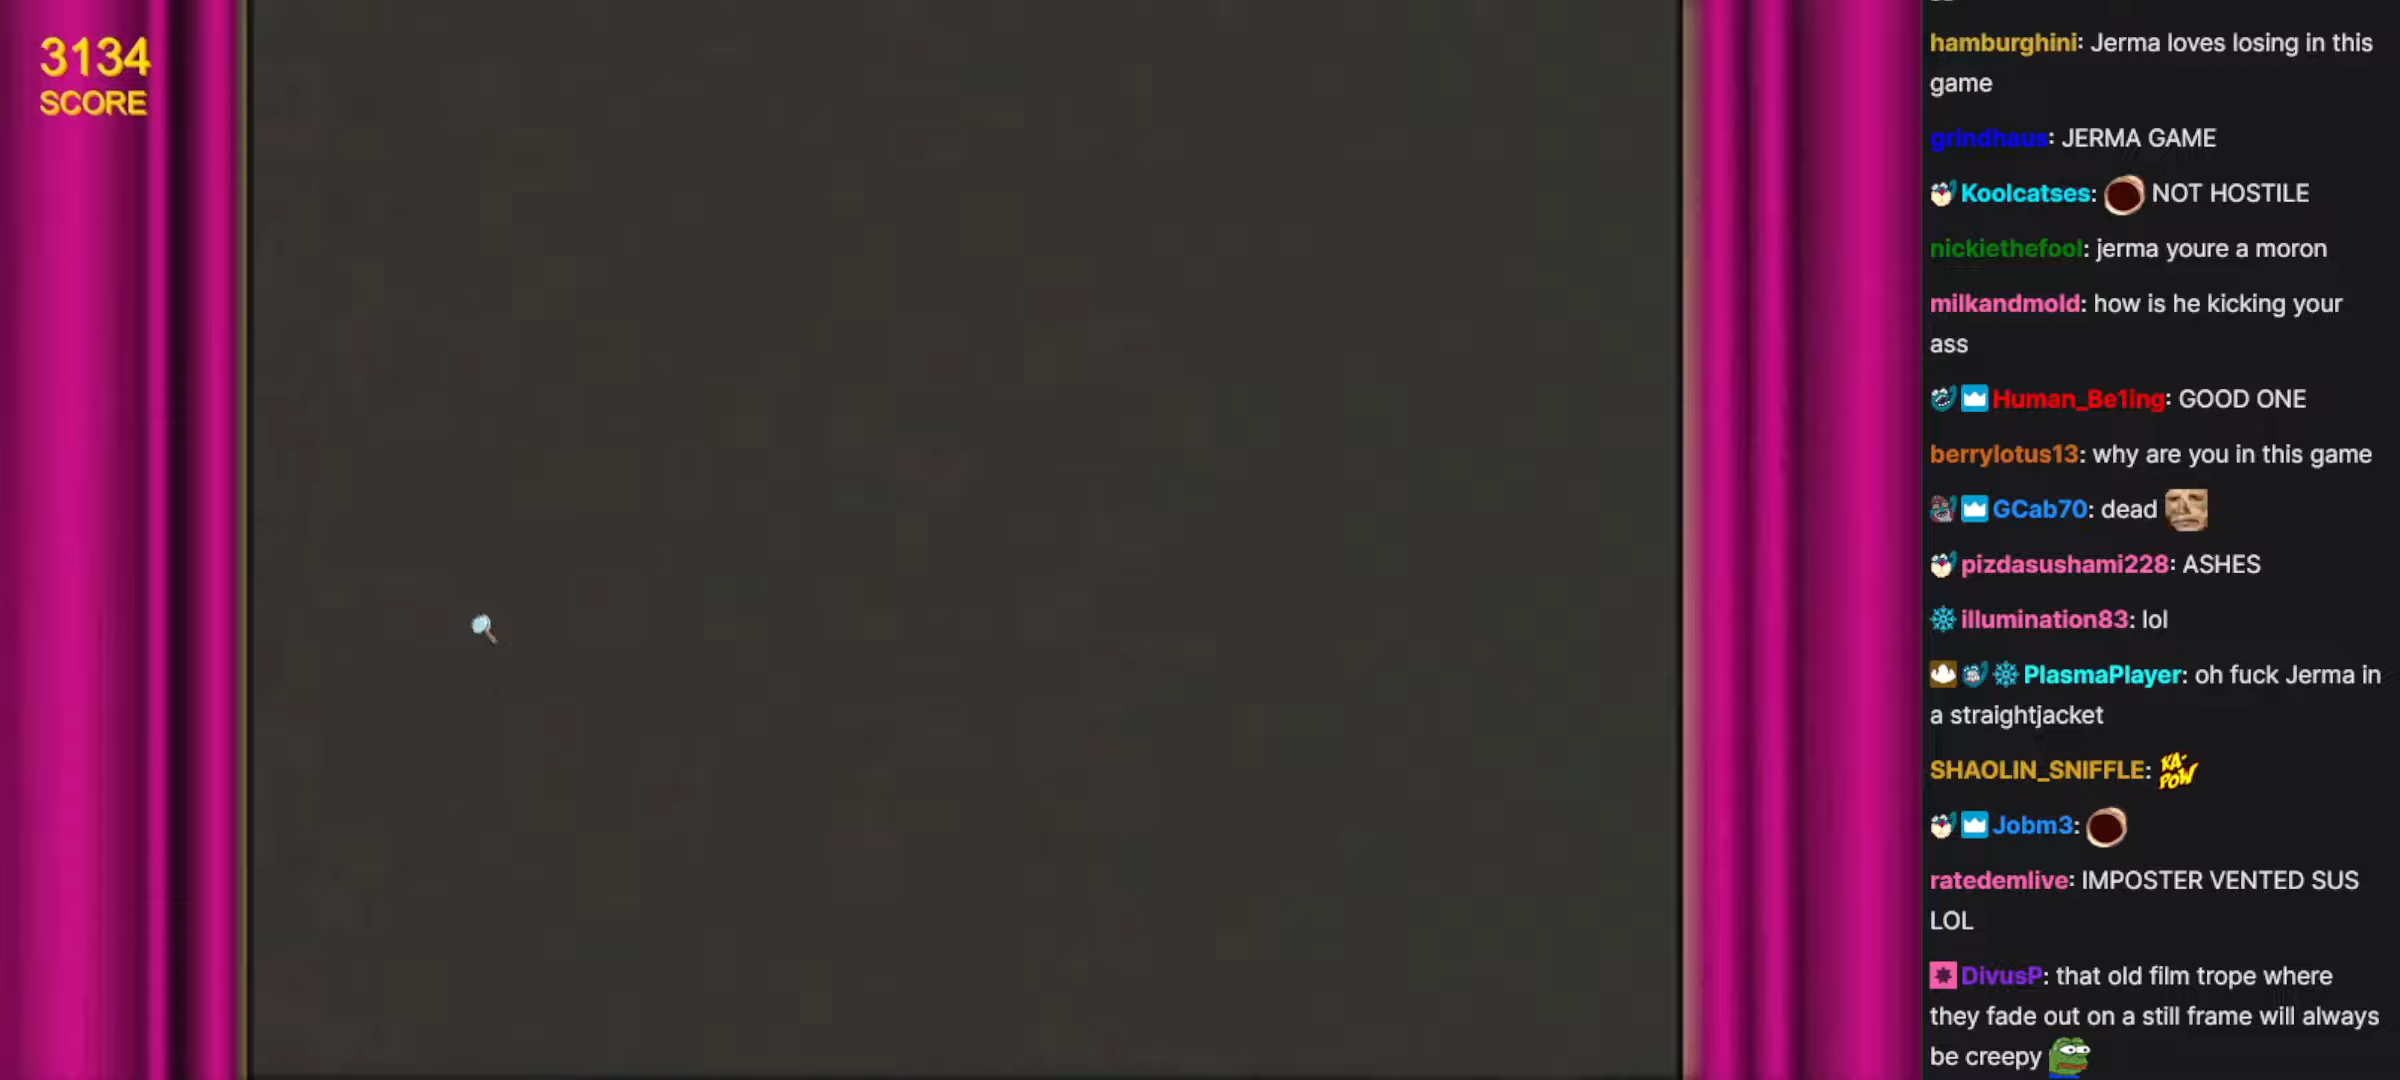 3134
SCORE
hamburghini: Jerma loves losing in this
game
grindhaus: JERMA GAME
Koolcatses: NOT HOSTILE
nickiethefool: jerma youre a moron
milkandmold: how is he kicking your
ass
Human_Be1ing: GOOD ONE
berrylotus13: why are you in this game
GCab70: dead
pizdasushami228: ASHES
illumination83: lol
PlasmaPlayer: oh fuck Jerma in
a straightjacket
SHAOLIN_SNIFFLE: KA-POW
Jobm3:
ratedemlive: IMPOSTER VENTED SUS
LOL
DivusP: that old film trope where
they fade out on a still frame will always
be creepy